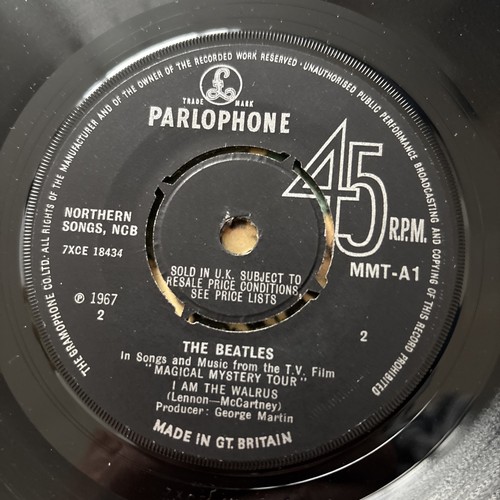 THE GRAMOPHONE CO. LTD. · ALL RIGHTS OF THE MANUFACTURER AND OF THE OWNER OF THE RECORDED WORK RESERVED · UNAUTHORISED PUBLIC PERFORMANCE BROADCASTING AND COPYING OF THIS RECORD PROHIBITED
£
TRADE MARK
PARLOPHONE
45 R.P.M.
NORTHERN
SONGS, NCB
7XCE 18434
MMT-A1
SOLD IN U.K. SUBJECT TO
RESALE PRICE CONDITIONS,
SEE PRICE LISTS
℗ 1967
2
2
THE BEATLES
In Songs and Music from the T.V. Film
"MAGICAL MYSTERY TOUR"
I AM THE WALRUS
(Lennon—McCartney)
Producer: George Martin
MADE IN GT. BRITAIN